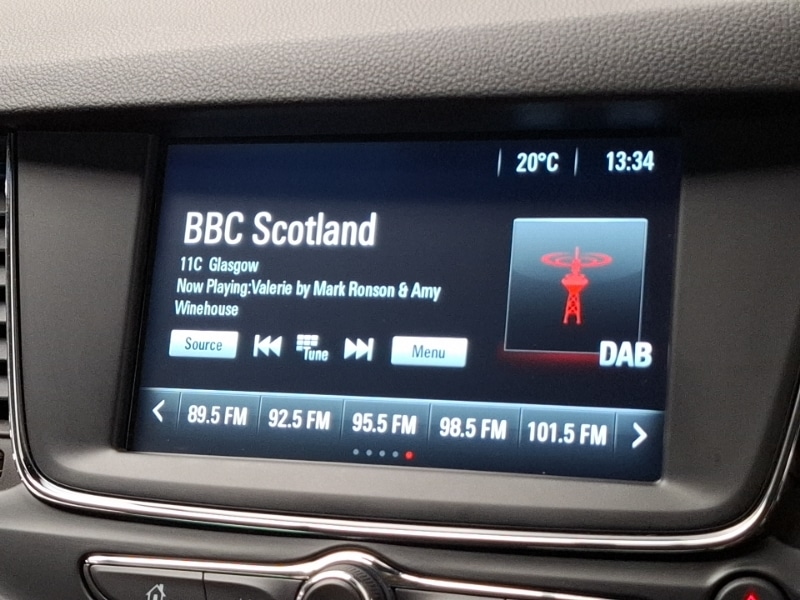 20°C 13:34
BBC Scotland
11C Glasgow
Now Playing:Valerie by Mark Ronson & Amy
Winehouse
Source Tune Menu
DAB
89.5 FM 92.5 FM 95.5 FM 98.5 FM 101.5 FM